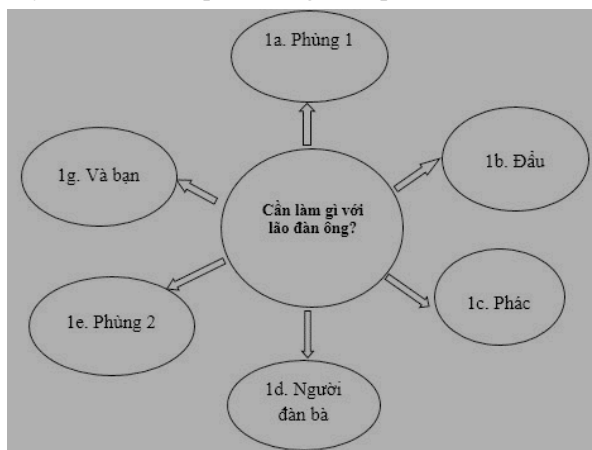 1a. Phùng 1
1b. Đẩu
1g. Và bạn
Cần làm gì với
lão đàn ông?
1c. Phác
1e. Phùng 2
1d. Người
đàn bà